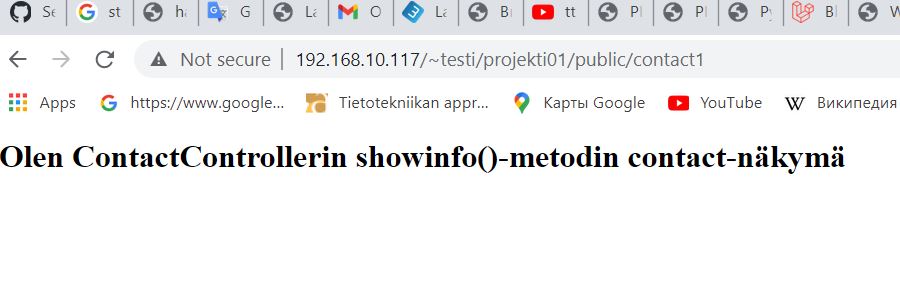 Se st ha G La O La Bi tt Pl Pl Py Bl W
Not secure | 192.168.10.117/~testi/projekti01/public/contact1
Apps https://www.google... Tietotekniikan appr... Карты Google YouTube W Википедия
Olen ContactControllerin showinfo()-metodin contact-näkymä